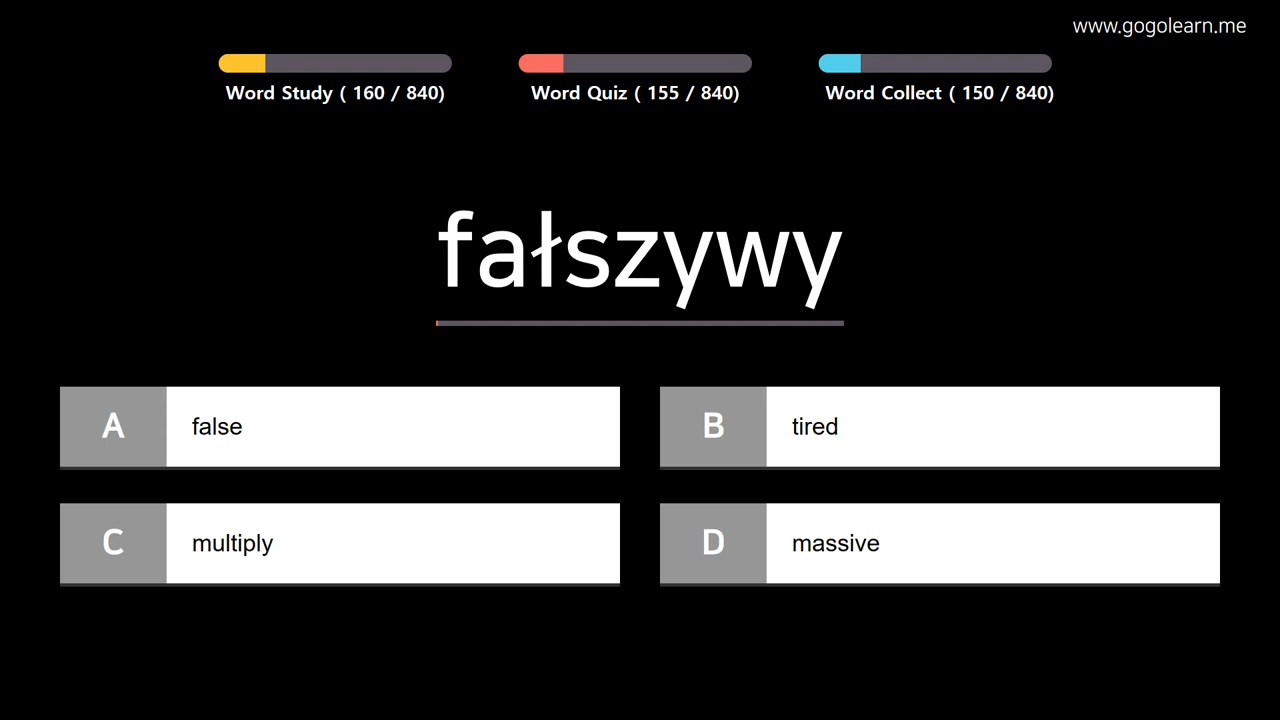 www.gogolearn.me
Word Study ( 160 / 840)
Word Quiz ( 155 / 840)
Word Collect ( 150 / 840)
fałszywy
A false
B tired
C multiply
D massive